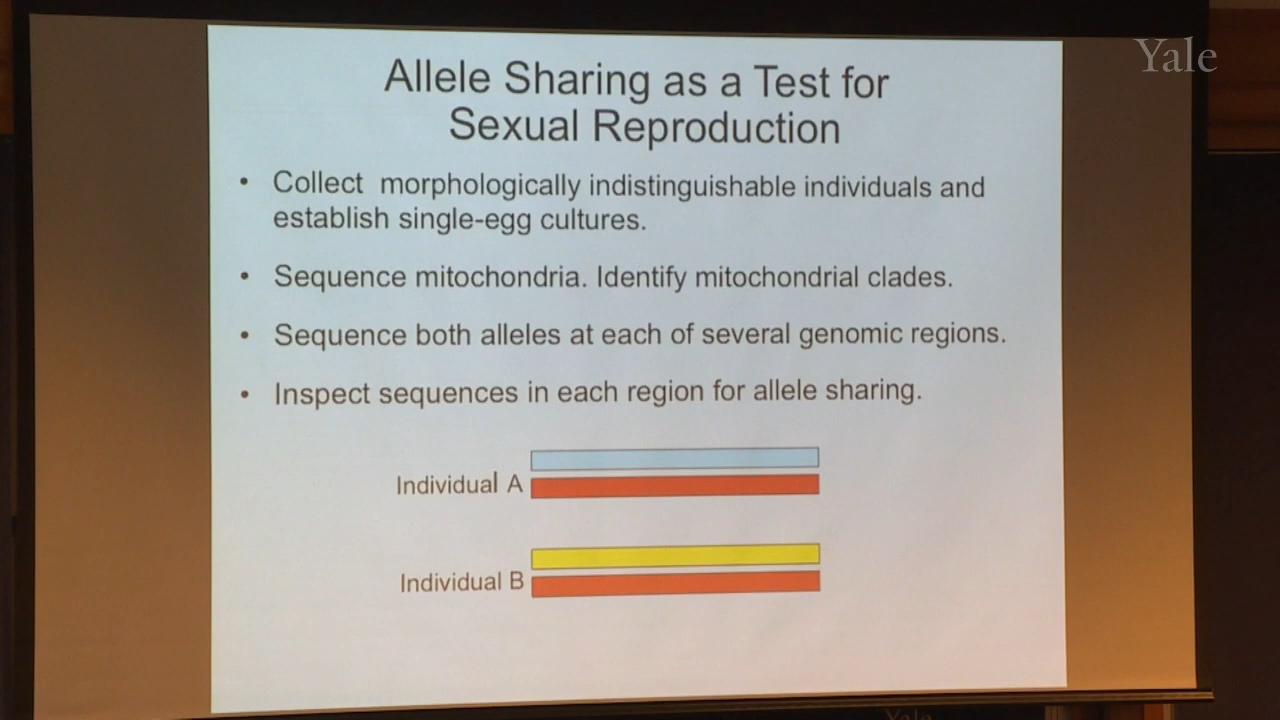 Yale
Allele Sharing as a Test for
Sexual Reproduction
• Collect morphologically indistinguishable individuals and
establish single-egg cultures.
• Sequence mitochondria. Identify mitochondrial clades.
• Sequence both alleles at each of several genomic regions.
• Inspect sequences in each region for allele sharing.
Individual A
Individual B
Yale